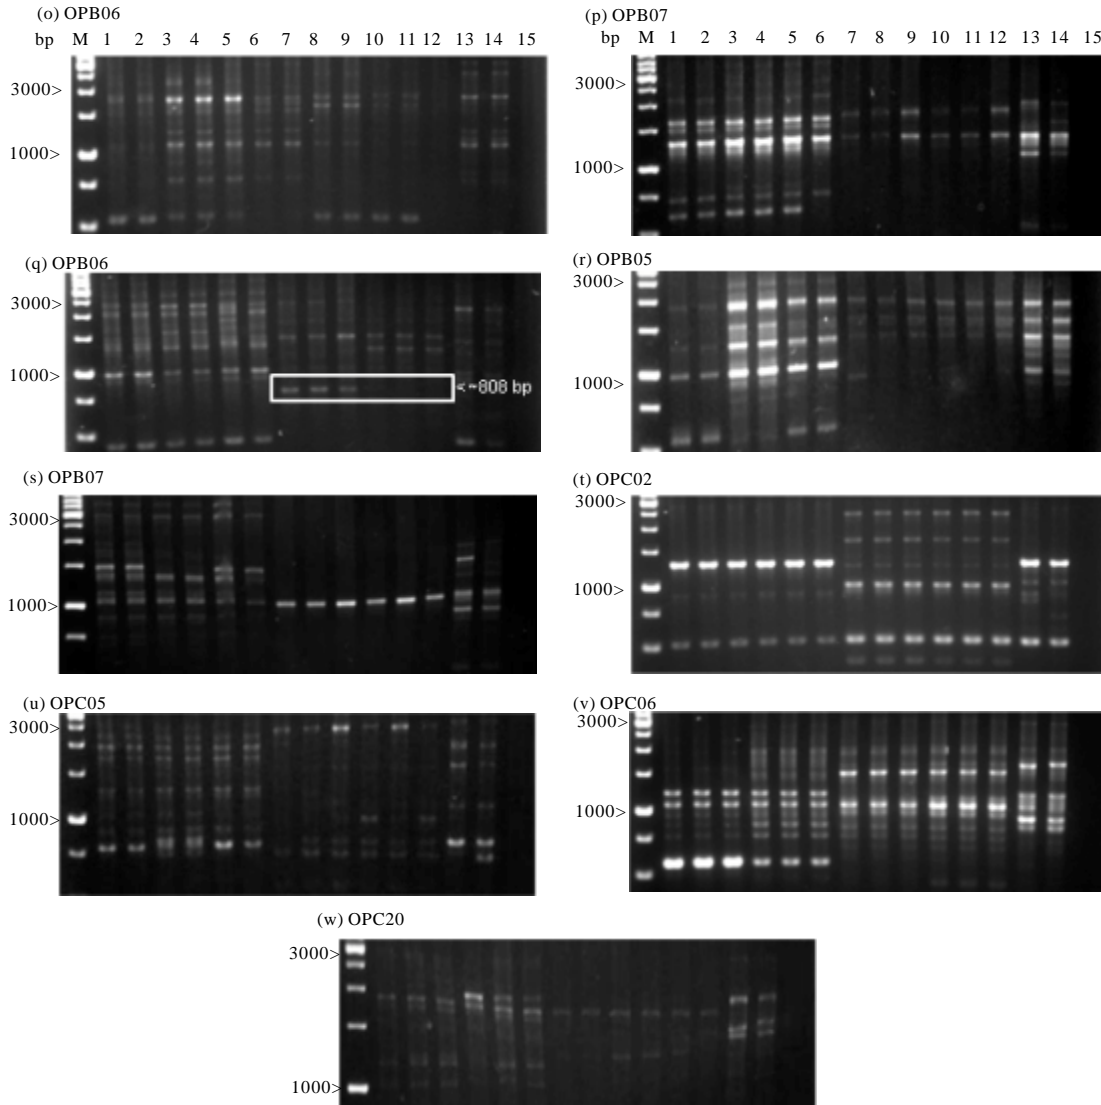 (o) OPB06
bp M 1 2 3 4 5 6 7 8 9 10 11 12 13 14 15
3000>
1000>
(p) OPB07
bp M 1 2 3 4 5 6 7 8 9 10 11 12 13 14 15
3000>
1000>
(q) OPB06
3000>
1000>
<~808 bp
(r) OPB05
3000>
1000>
(s) OPB07
3000>
1000>
(t) OPC02
3000>
1000>
(u) OPC05
3000>
1000>
(v) OPC06
3000>
1000>
(w) OPC20
3000>
1000>